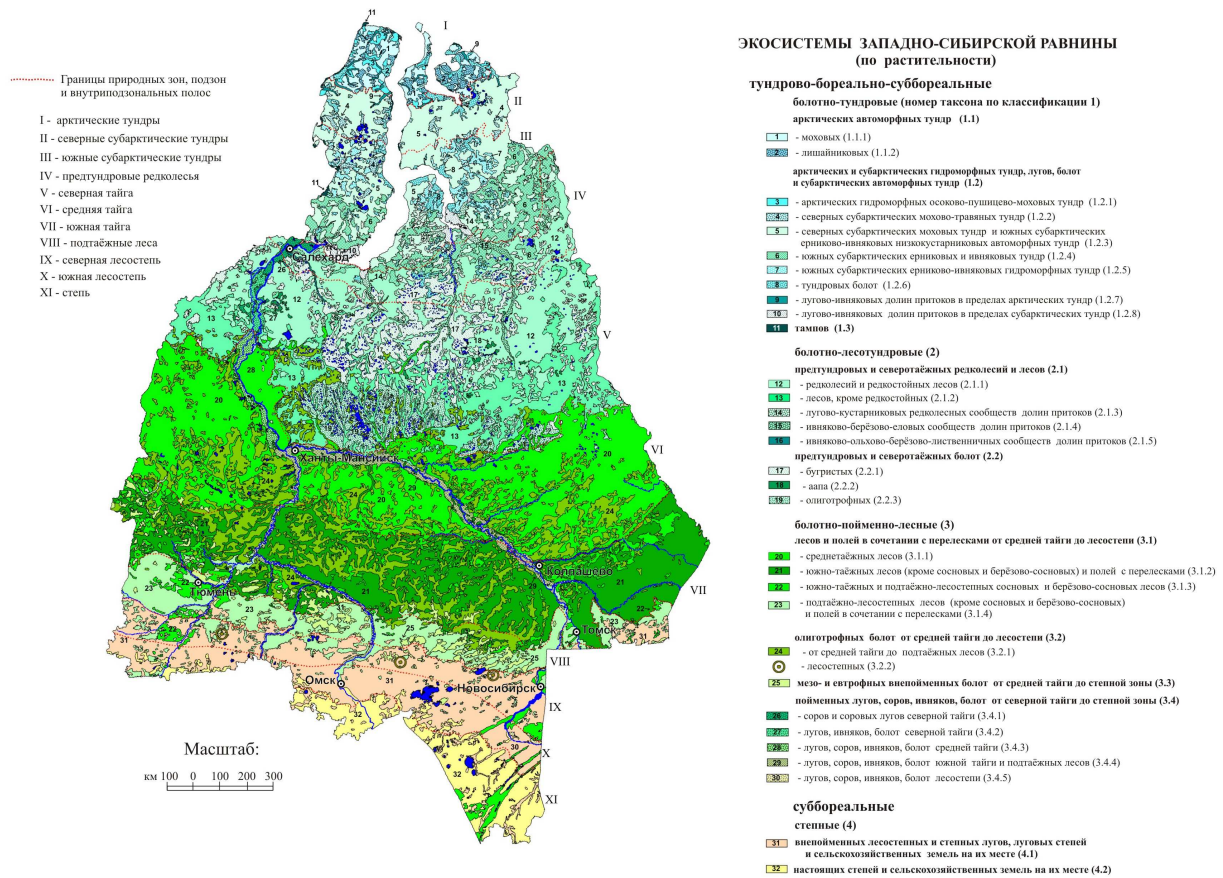 ЭКОСИСТЕМЫ ЗАПАДНО-СИБИРСКОЙ РАВНИНЫ
(по растительности)
Границы природных зон, подзон
и внутриподзональных полос
I - арктические тундры
II - северные субарктические тундры
III - южные субарктические тундры
IV - предтундровые редколесья
V - северная тайга
VI - средняя тайга
VII - южная тайга
VIII - подтаёжные леса
IX - северная лесостепь
X - южная лесостепь
XI - степь
I
II
III
IV
V
VI
VII
VIII
IX
X
XI
Салехард
Ханты-Мансийск
Колпашево
Тюмень
Томск
Омск
Новосибирск
Масштаб:
км 100 0 100 200 300
тундрово-бореально-суббореальные
болотно-тундровые (номер таксона по классификации 1)
арктических автоморфных тундр (1.1)
1 - моховых (1.1.1)
2 - лишайниковых (1.1.2)
арктических и субарктических гидроморфных тундр, лугов, болот
и субарктических автоморфных тундр (1.2)
3 - арктических гидроморфных осоково-пушицево-моховых тундр (1.2.1)
4 - северных субарктических мохово-травяных тундр (1.2.2)
5 - северных субарктических моховых тундр и южных субарктических
ерниково-ивняковых низкокустарниковых автоморфных тундр (1.2.3)
6 - южных субарктических ерниковых и ивняковых тундр (1.2.4)
7 - южных субарктических ерниково-ивняковых гидроморфных тундр (1.2.5)
8 - тундровых болот (1.2.6)
9 - лугово-ивняковых долин притоков в пределах арктических тундр (1.2.7)
10 - лугово-ивняковых долин притоков в пределах субарктических тундр (1.2.8)
11 тампов (1.3)
болотно-лесотундровые (2)
предтундровых и северотаёжных редколесий и лесов (2.1)
12 - редколесий и редкостойных лесов (2.1.1)
13 - лесов, кроме редкостойных (2.1.2)
14 - лугово-кустарниковых редколесных сообществ долин притоков (2.1.3)
15 - ивняково-берёзово-еловых сообществ долин притоков (2.1.4)
16 - ивняково-ольхово-берёзово-лиственничных сообществ долин притоков (2.1.5)
предтундровых и северотаёжных болот (2.2)
17 - бугристых (2.2.1)
18 - аапа (2.2.2)
19 - олиготрофных (2.2.3)
болотно-пойменно-лесные (3)
лесов и полей в сочетании с перелесками от средней тайги до лесостепи (3.1)
20 - среднетаёжных лесов (3.1.1)
21 - южно-таёжных лесов (кроме сосновых и берёзово-сосновых) и полей с перелесками (3.1.2)
22 - южно-таёжных и подтаёжно-лесостепных сосновых и берёзово-сосновых лесов (3.1.3)
23 - подтаёжно-лесостепных лесов (кроме сосновых и берёзово-сосновых)
и полей в сочетании с перелесками (3.1.4)
олиготрофных болот от средней тайги до лесостепи (3.2)
24 - от средней тайги до подтаёжных лесов (3.2.1)
- лесостепных (3.2.2)
25 - мезо- и евтрофных внепойменных болот от средней тайги до степной зоны (3.3)
пойменных лугов, соров, ивняков, болот от северной тайги до степной зоны (3.4)
26 - соров и соровых лугов северной тайги (3.4.1)
27 - лугов, ивняков, болот северной тайги (3.4.2)
28 - лугов, соров, ивняков, болот средней тайги (3.4.3)
29 - лугов, соров, ивняков, болот южной тайги и подтаёжных лесов (3.4.4)
30 - лугов, соров, ивняков, болот лесостепи (3.4.5)
суббореальные
степные (4)
31 внепойменных лесостепных и степных лугов, луговых степей
и сельскохозяйственных земель на их месте (4.1)
32 настоящих степей и сельскохозяйственных земель на их месте (4.2)